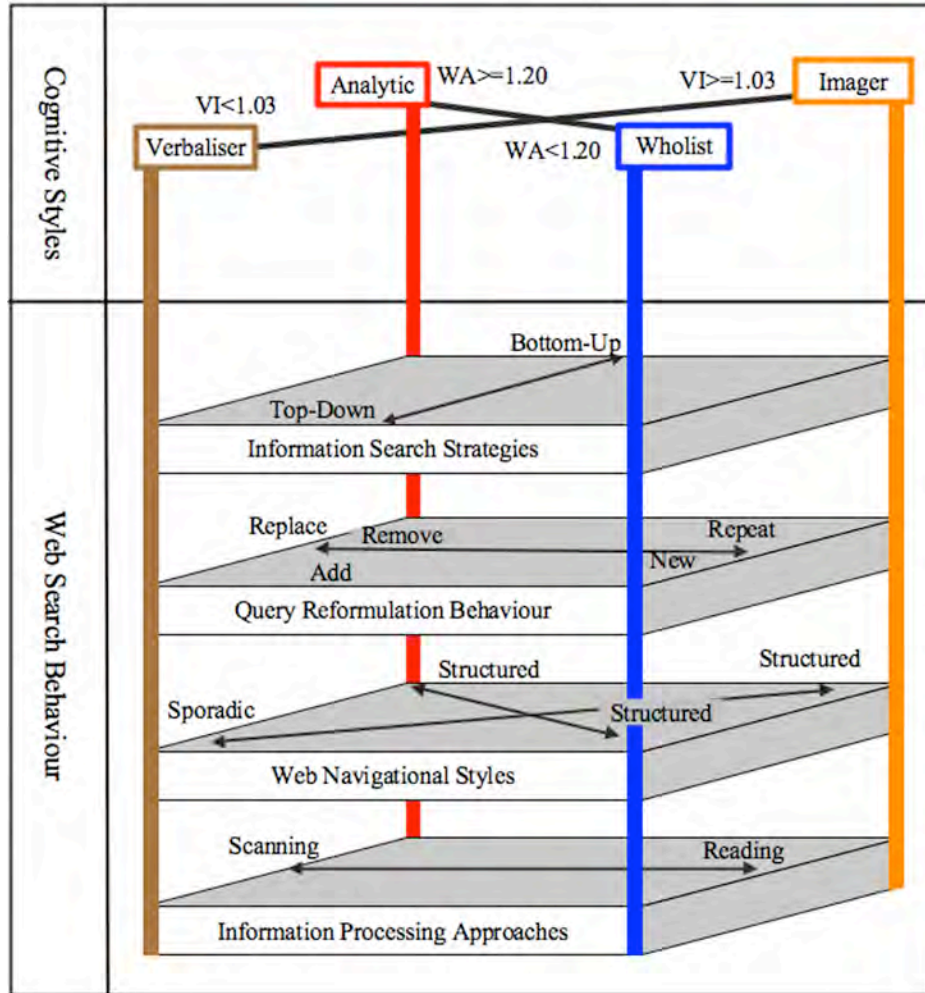 Cognitive Styles
Analytic
WA>=1.20
VI>=1.03
Imager
VI<1.03
Verbaliser
WA<1.20
Wholist
Web Search Behaviour
Bottom-Up
Top-Down
Information Search Strategies
Replace
Remove
Repeat
Add
New
Query Reformulation Behaviour
Structured
Structured
Sporadic
Structured
Web Navigational Styles
Scanning
Reading
Information Processing Approaches